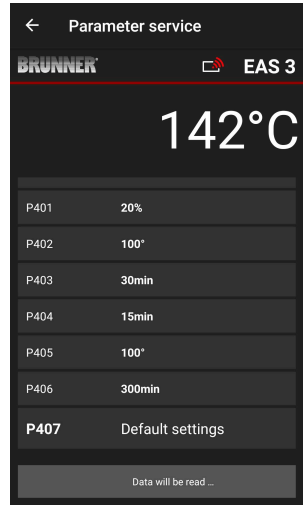 Parameter service
BRUNNER
EAS 3
142°C
P401 20%
P402 100°
P403 30min
P404 15min
P405 100°
P406 300min
P407 Default settings
Data will be read ...